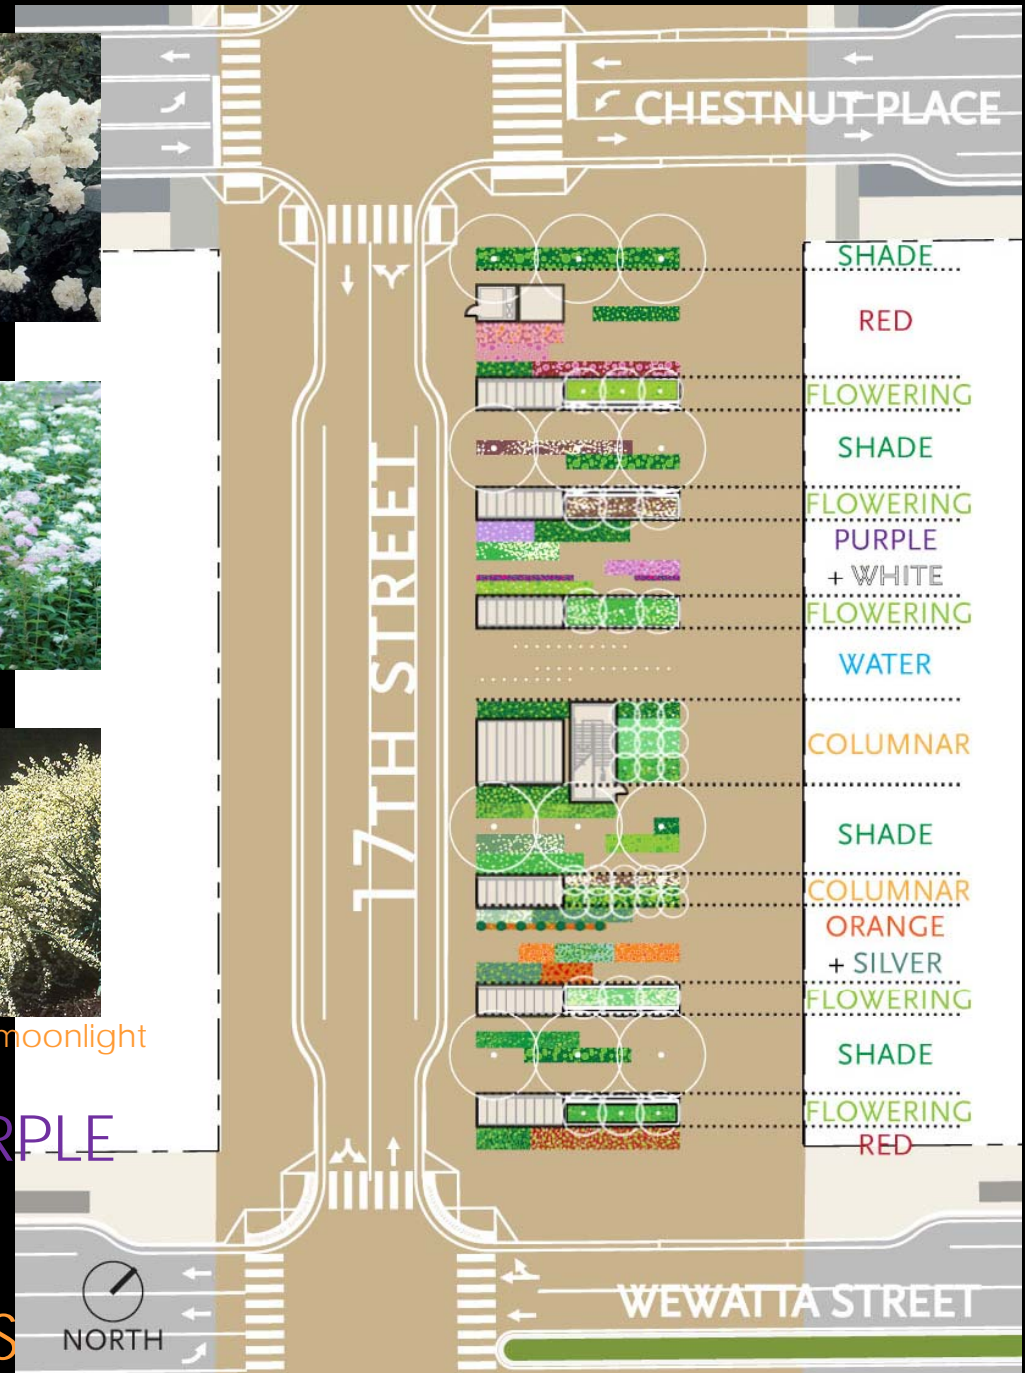 CHESTNUT PLACE
SHADE
RED
FLOWERING
SHADE
FLOWERING
PURPLE
+ WHITE
FLOWERING
WATER
COLUMNAR
SHADE
COLUMNAR
ORANGE
+ SILVER
FLOWERING
SHADE
FLOWERING
RED
17TH STREET
moonlight
RPLE
S
WEWATTA STREET
NORTH